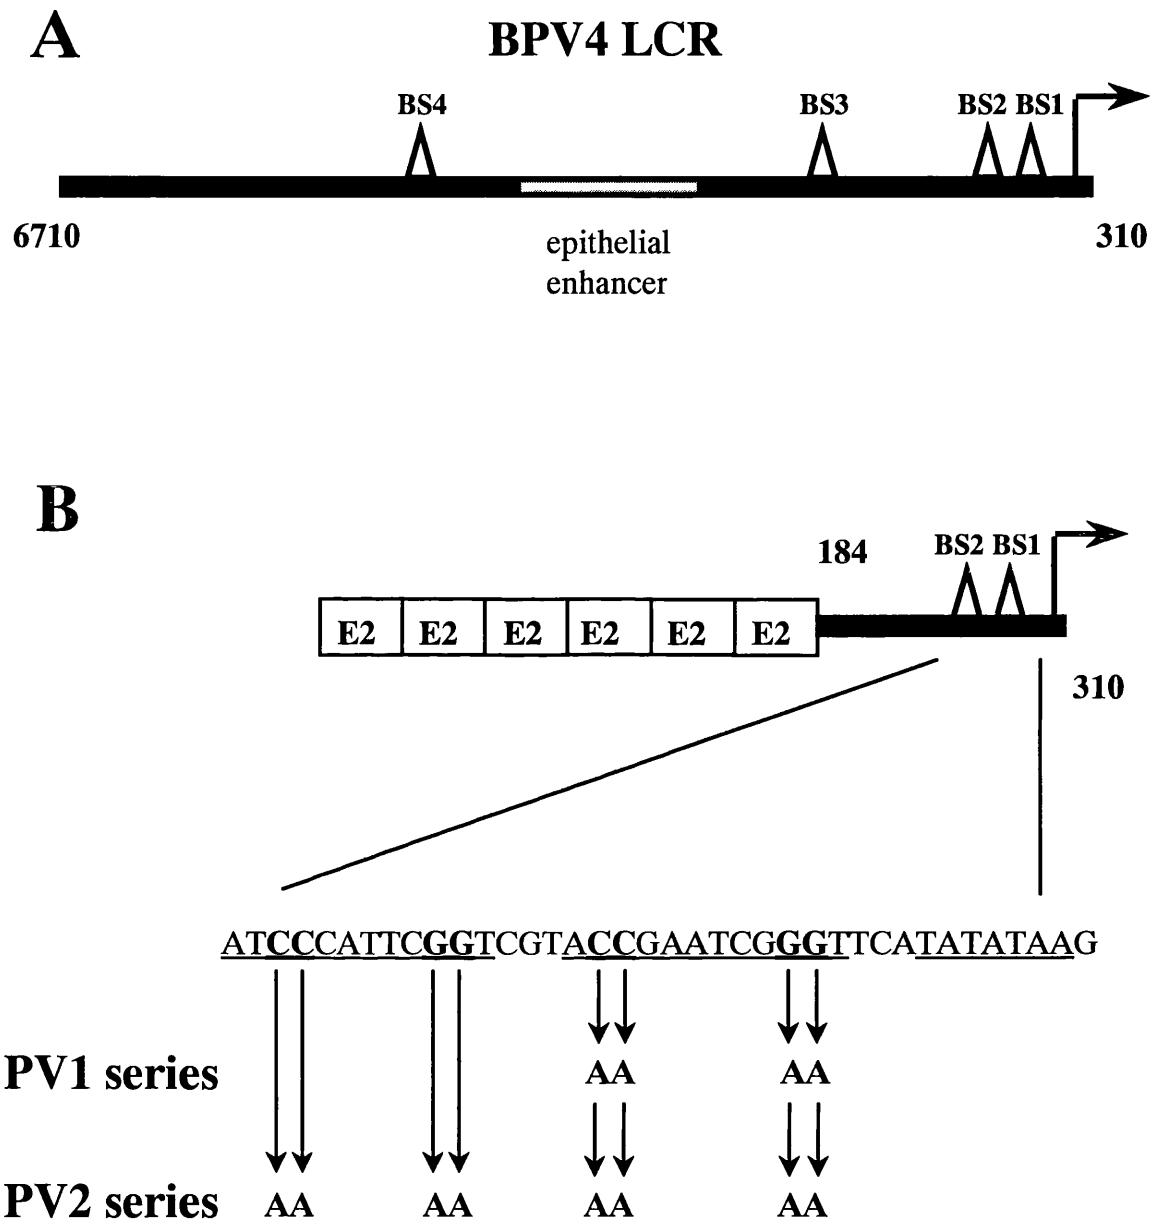 A
BPV4 LCR
BS4 BS3 BS2 BS1
6710 310
epithelial
enhancer
B
184 BS2 BS1
E2 E2 E2 E2 E2 E2
310
ATCCCATTCGGTCGTACCGAATCGGGTTCATATATAAG
PV1 series AA AA
PV2 series AA AA AA AA